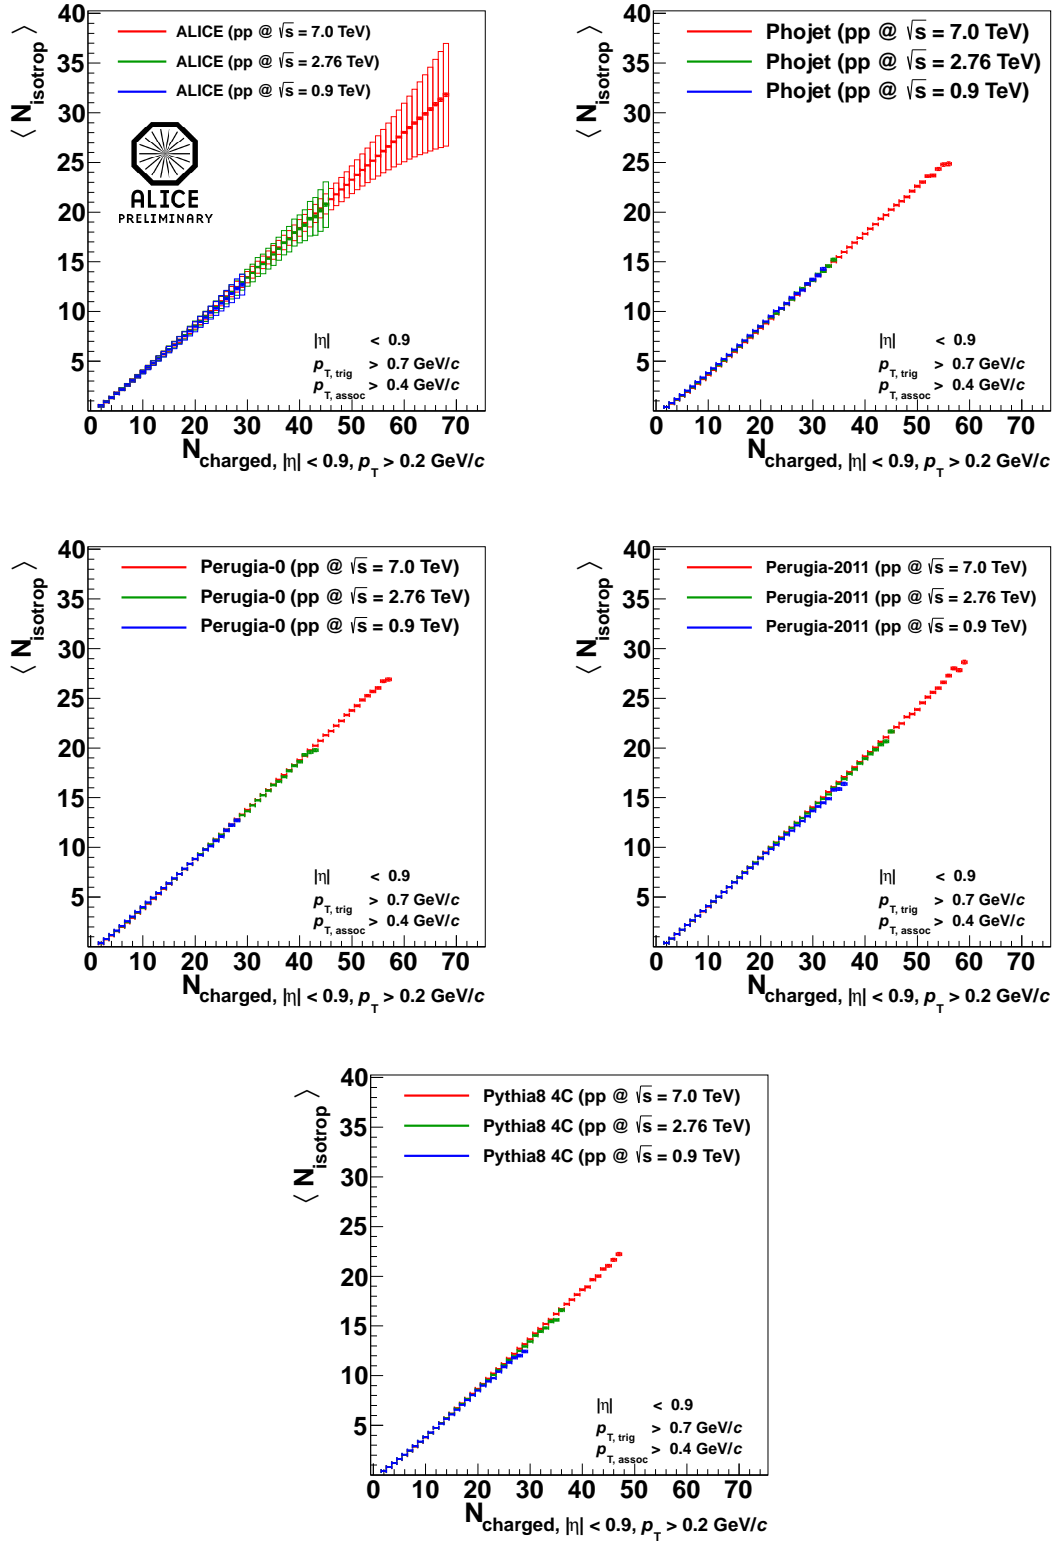 ⟨ N_isotrop ⟩
40
35
30
25
20
15
10
5
ALICE (pp @ √s = 7.0 TeV)
ALICE (pp @ √s = 2.76 TeV)
ALICE (pp @ √s = 0.9 TeV)
ALICE
PRELIMINARY
|η| < 0.9
p_T, trig > 0.7 GeV/c
p_T, assoc > 0.4 GeV/c
0 10 20 30 40 50 60 70
N_charged, |η| < 0.9, p_T > 0.2 GeV/c
⟨ N_isotrop ⟩
40
35
30
25
20
15
10
5
Phojet (pp @ √s = 7.0 TeV)
Phojet (pp @ √s = 2.76 TeV)
Phojet (pp @ √s = 0.9 TeV)
|η| < 0.9
p_T, trig > 0.7 GeV/c
p_T, assoc > 0.4 GeV/c
0 10 20 30 40 50 60 70
N_charged, |η| < 0.9, p_T > 0.2 GeV/c
⟨ N_isotrop ⟩
40
35
30
25
20
15
10
5
Perugia-0 (pp @ √s = 7.0 TeV)
Perugia-0 (pp @ √s = 2.76 TeV)
Perugia-0 (pp @ √s = 0.9 TeV)
|η| < 0.9
p_T, trig > 0.7 GeV/c
p_T, assoc > 0.4 GeV/c
0 10 20 30 40 50 60 70
N_charged, |η| < 0.9, p_T > 0.2 GeV/c
⟨ N_isotrop ⟩
40
35
30
25
20
15
10
5
Perugia-2011 (pp @ √s = 7.0 TeV)
Perugia-2011 (pp @ √s = 2.76 TeV)
Perugia-2011 (pp @ √s = 0.9 TeV)
|η| < 0.9
p_T, trig > 0.7 GeV/c
p_T, assoc > 0.4 GeV/c
0 10 20 30 40 50 60 70
N_charged, |η| < 0.9, p_T > 0.2 GeV/c
⟨ N_isotrop ⟩
40
35
30
25
20
15
10
5
Pythia8 4C (pp @ √s = 7.0 TeV)
Pythia8 4C (pp @ √s = 2.76 TeV)
Pythia8 4C (pp @ √s = 0.9 TeV)
|η| < 0.9
p_T, trig > 0.7 GeV/c
p_T, assoc > 0.4 GeV/c
0 10 20 30 40 50 60 70
N_charged, |η| < 0.9, p_T > 0.2 GeV/c